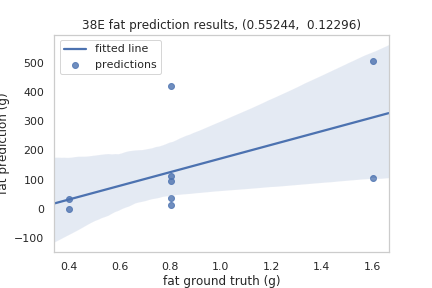 38E fat prediction results, (0.55244,  0.12296)
fitted line
predictions
500
400
300
200
100
0
−100
fat prediction (g)
0.4 0.6 0.8 1.0 1.2 1.4 1.6
fat ground truth (g)